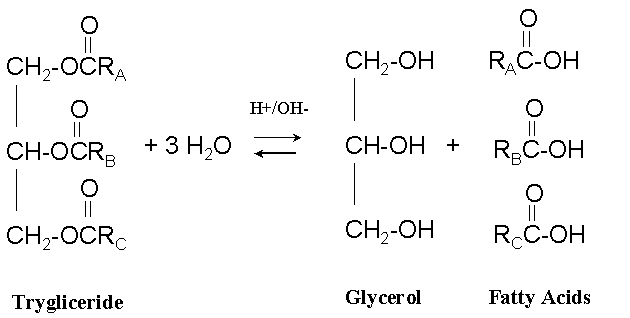 O O
CH2-OCRA CH2-OH RAC-OH
H+/OH-
O O
CH-OCRB + 3 H2O CH-OH + RBC-OH
O O
CH2-OCRC CH2-OH RCC-OH
Trygliceride Glycerol Fatty Acids